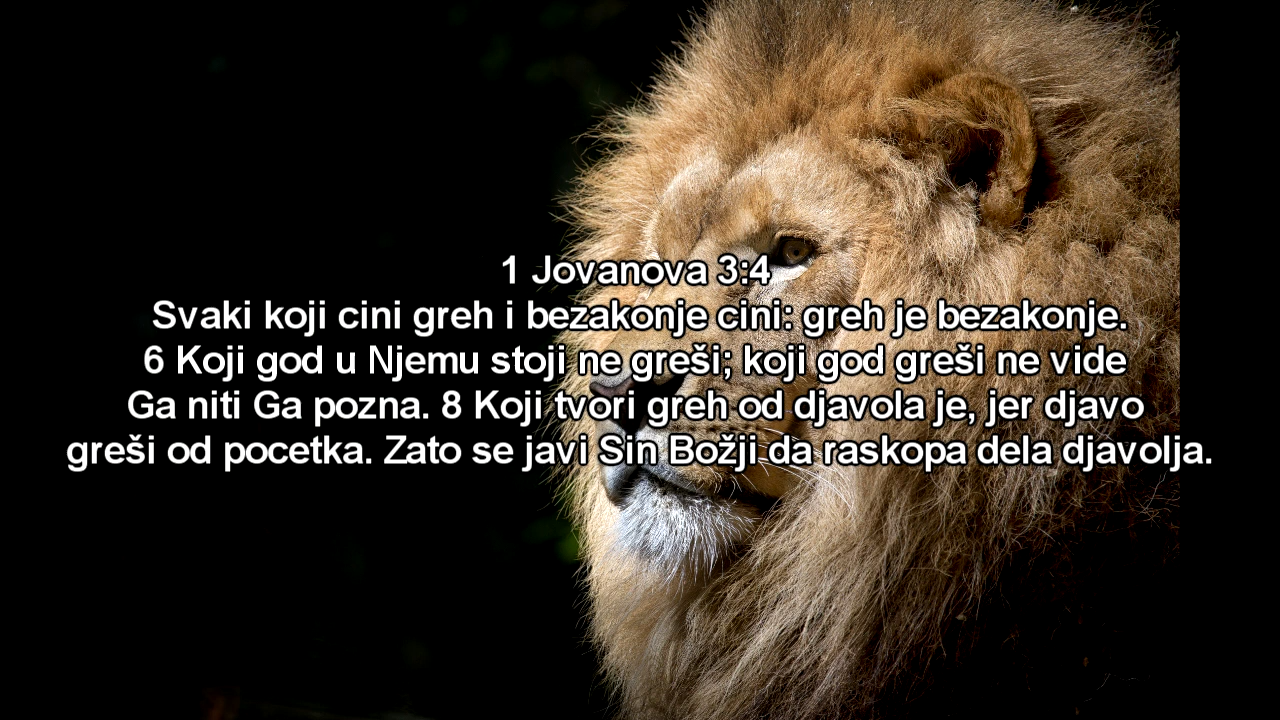 1 Jovanova 3:4
Svaki koji cini greh i bezakonje cini: greh je bezakonje.
6 Koji god u Njemu stoji ne greši; koji god greši ne vide
Ga niti Ga pozna. 8 Koji tvori greh od djavola je, jer djavo
greši od pocetka. Zato se javi Sin Božji da raskopa dela djavolja.